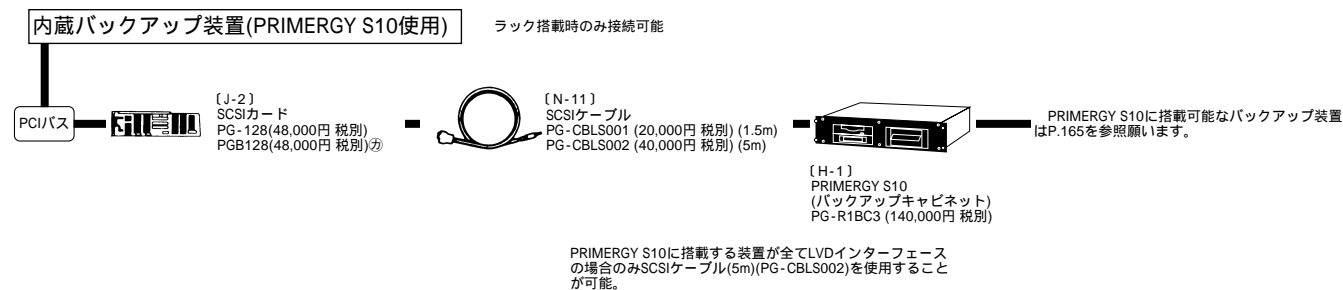 内蔵バックアップ装置(PRIMERGY S10使用)
ラック搭載時のみ接続可能
PCIバス
〔J-2〕
SCSIカード
PG-128(48,000円 税別)
PGB128(48,000円 税別)㋕
〔N-11〕
SCSIケーブル
PG-CBLS001 (20,000円 税別) (1.5m)
PG-CBLS002 (40,000円 税別) (5m)
〔H-1〕
PRIMERGY S10
(バックアップキャビネット)
PG-R1BC3 (140,000円 税別)
PRIMERGY S10に搭載可能なバックアップ装置
はP.165を参照願います。
PRIMERGY S10に搭載する装置が全てLVDインターフェース
の場合のみSCSIケーブル(5m)(PG-CBLS002)を使用すること
が可能。